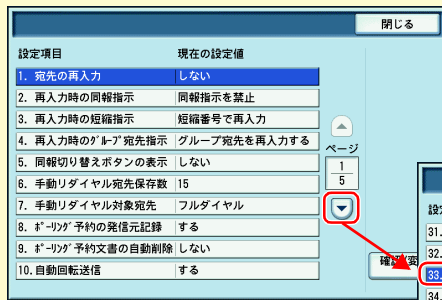 閉じる
設定項目 現在の設定値
1. 宛先の再入力 しない
2. 再入力時の同報指示 同報指示を禁止
3. 再入力時の短縮指示 短縮番号で再入力
4. 再入力時のｸﾞﾙｰﾌﾟ宛先指示 グループ宛先を再入力する
5. 同報切り替えボタンの表示 しない
6. 手動リダイヤル宛先保存数 15
7. 手動リダイヤル対象宛先 フルダイヤル
8. ﾎﾟｰﾘﾝｸﾞ予約の発信元記録 する
9. ﾎﾟｰﾘﾝｸﾞ予約文書の自動削除 しない
10. 自動回転送信 する
ページ
1
5
確認/変
設
31.
32.
33.
34.